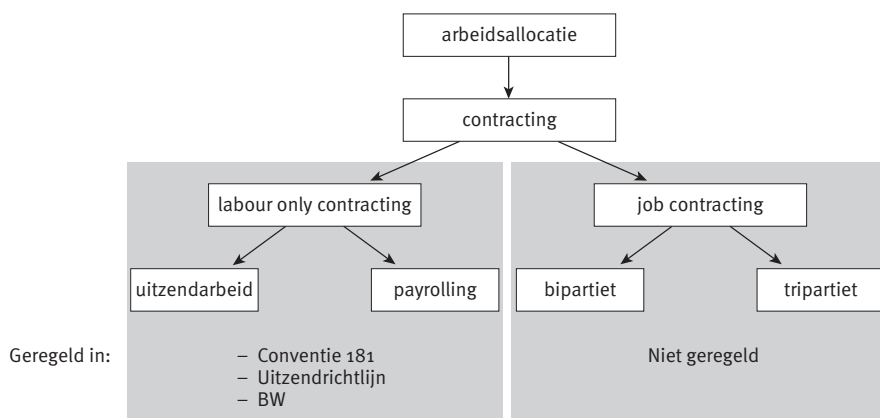 arbeidsallocatie
contracting
labour only contracting
job contracting
uitzendarbeid
payrolling
bipartiet
tripartiet
Geregeld in:
– Conventie 181
– Uitzendrichtlijn
– BW
Niet geregeld